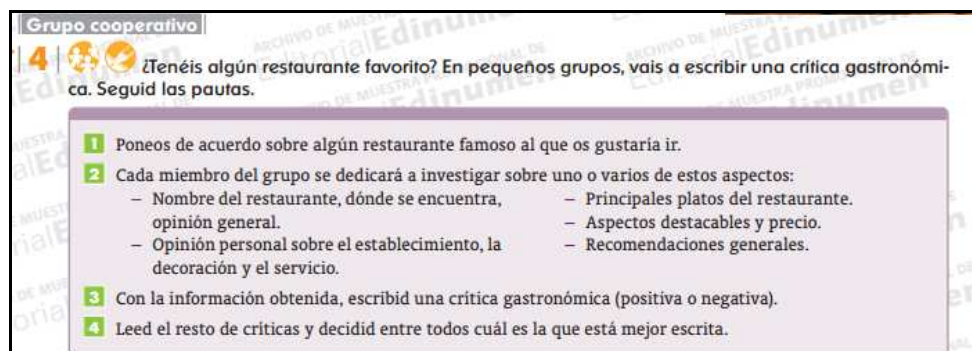 Grupo cooperativo
4 ¿Tenéis algún restaurante favorito? En pequeños grupos, vais a escribir una crítica gastronómi-
ca. Seguid las pautas.
1 Poneos de acuerdo sobre algún restaurante famoso al que os gustaría ir.
2 Cada miembro del grupo se dedicará a investigar sobre uno o varios de estos aspectos:
– Nombre del restaurante, dónde se encuentra,
opinión general.
– Opinión personal sobre el establecimiento, la
decoración y el servicio.
– Principales platos del restaurante.
– Aspectos destacables y precio.
– Recomendaciones generales.
3 Con la información obtenida, escribid una crítica gastronómica (positiva o negativa).
4 Leed el resto de críticas y decidid entre todos cuál es la que está mejor escrita.